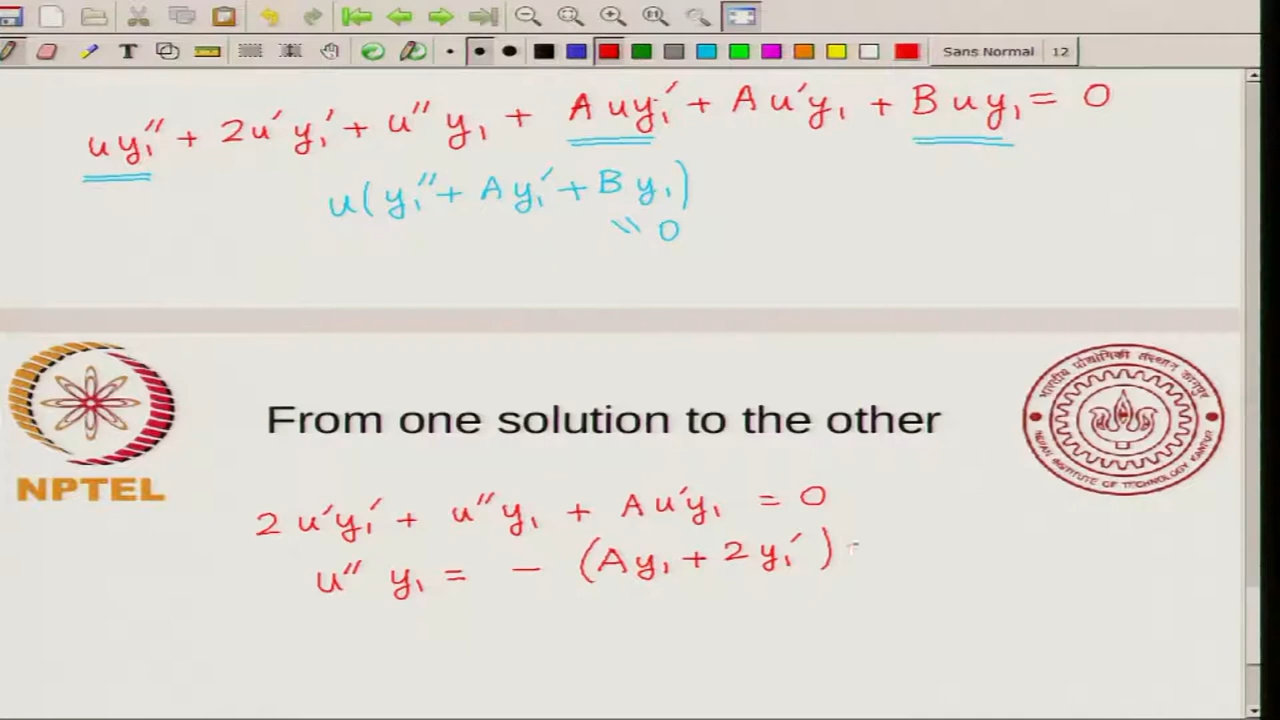 Sans Normal 12
uy₁″ + 2u′y₁′ + u″y₁ + Auy₁′ + Au′y₁ + Buy₁ = 0
u(y₁″ + Ay₁′ + By₁)
\\ 0
From one solution to the other
NPTEL
2u′y₁′ + u″y₁ + Au′y₁ = 0
u″y₁ = − (Ay₁ + 2y₁′)